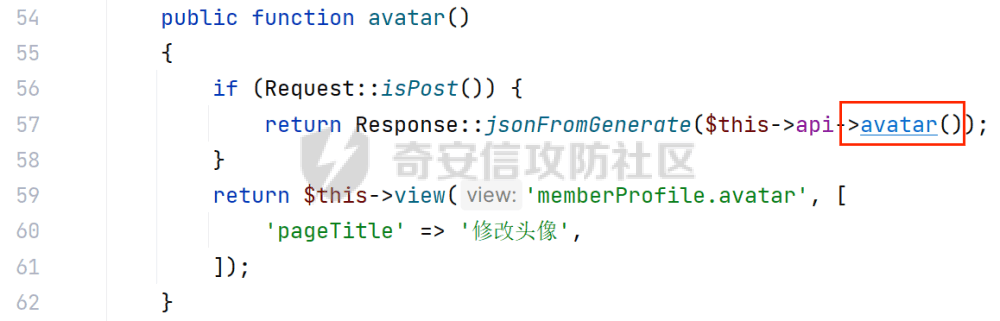 54 public function avatar()
55 {
56 if (Request::isPost()) {
57 return Response::jsonFromGenerate($this->api->avatar());
58 }
59 return $this->view( view: 'memberProfile.avatar', [
60 'pageTitle' => '修改头像',
61 ]);
62 }
奇安信攻防社区